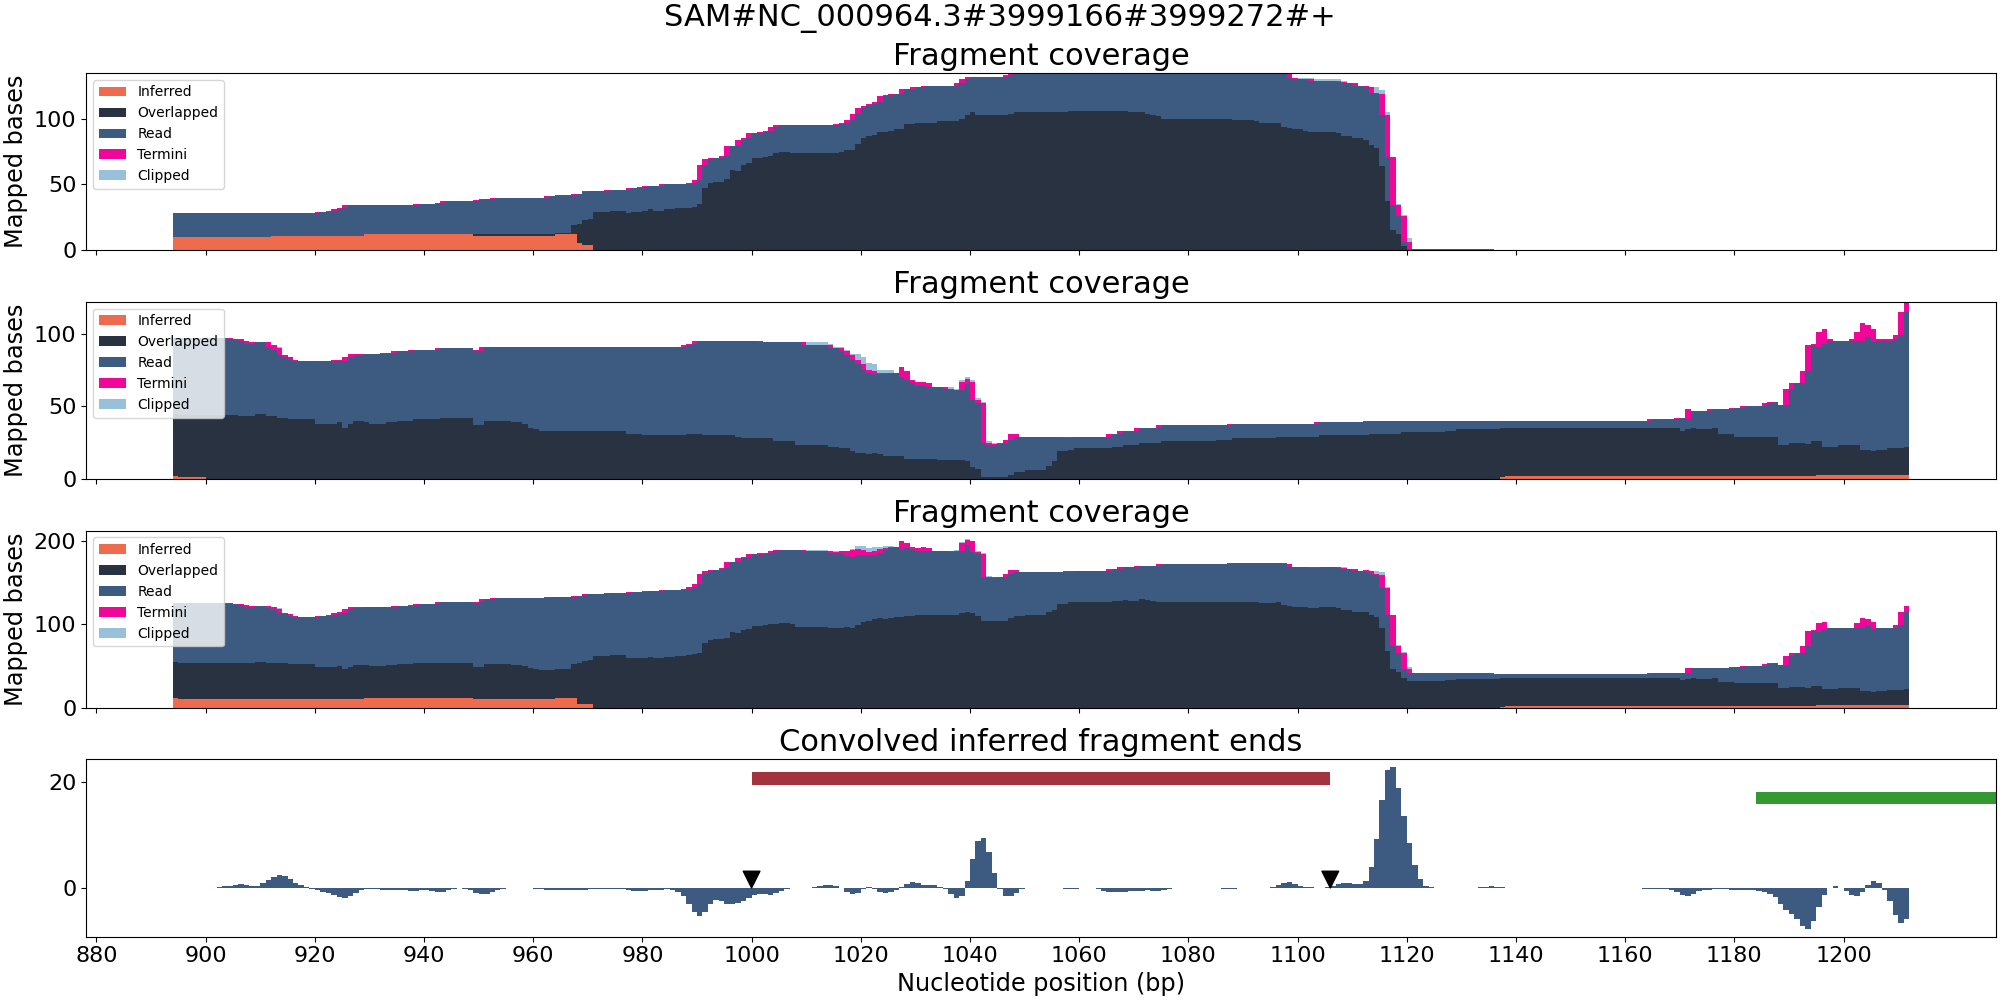 SAM#NC_000964.3#3999166#3999272#+
Fragment coverage
Mapped bases
100
50
0
Inferred
Overlapped
Read
Termini
Clipped
Fragment coverage
Mapped bases
100
50
0
Inferred
Overlapped
Read
Termini
Clipped
Fragment coverage
Mapped bases
200
100
0
Inferred
Overlapped
Read
Termini
Clipped
Convolved inferred fragment ends
20
0
880 900 920 940 960 980 1000 1020 1040 1060 1080 1100 1120 1140 1160 1180 1200
Nucleotide position (bp)